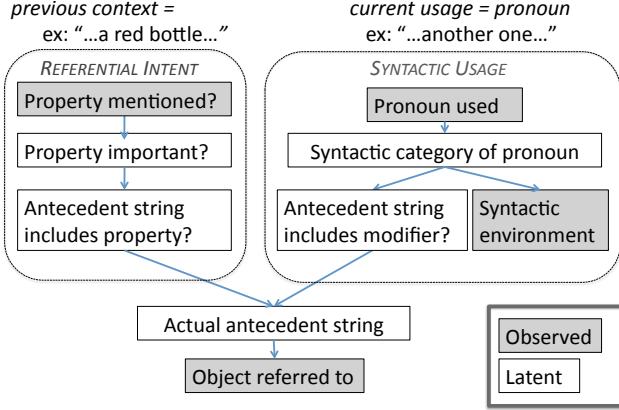 previous context =
ex: “…a red bottle…”
current usage = pronoun
ex: “…another one…”
REFERENTIAL INTENT
Property mentioned?
Property important?
Antecedent string
includes property?
SYNTACTIC USAGE
Pronoun used
Syntactic category of pronoun
Antecedent string
includes modifier?
Syntactic
environment
Actual antecedent string
Object referred to
Observed
Latent